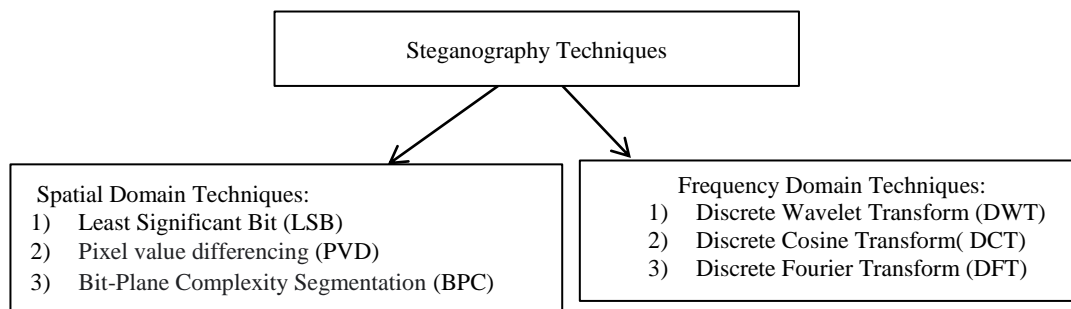 Steganography Techniques
Spatial Domain Techniques:
1) Least Significant Bit (LSB)
2) Pixel value differencing (PVD)
3) Bit-Plane Complexity Segmentation (BPC)
Frequency Domain Techniques:
1) Discrete Wavelet Transform (DWT)
2) Discrete Cosine Transform( DCT)
3) Discrete Fourier Transform (DFT)